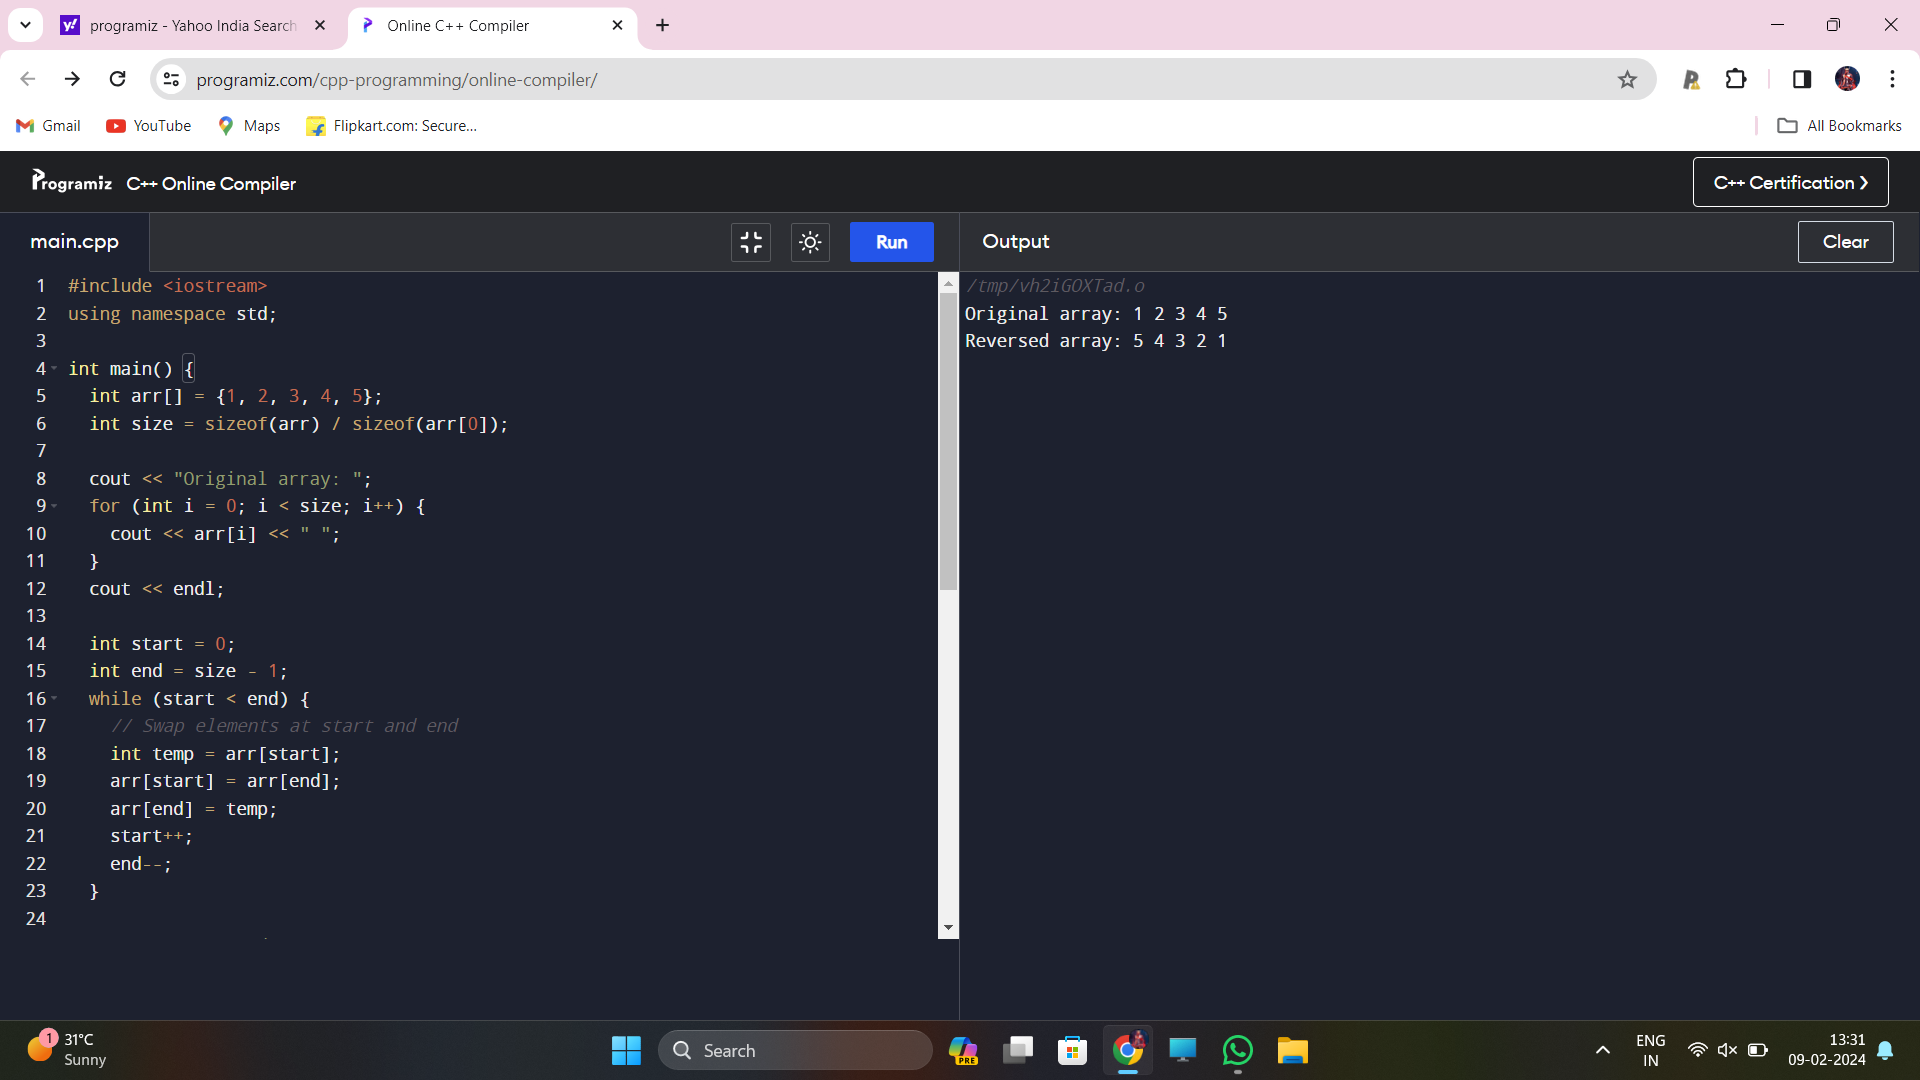 programiz - Yahoo India Search
Online C++ Compiler
programiz.com/cpp-programming/online-compiler/
Gmail
YouTube
Maps
Flipkart.com: Secure...
All Bookmarks
Programiz
C++ Online Compiler
C++ Certification
main.cpp
Run
Output
Clear
1 #include <iostream>
2 using namespace std;
3
4 int main() {
5   int arr[] = {1, 2, 3, 4, 5};
6   int size = sizeof(arr) / sizeof(arr[0]);
7
8   cout << "Original array: ";
9   for (int i = 0; i < size; i++) {
10     cout << arr[i] << " ";
11   }
12   cout << endl;
13
14   int start = 0;
15   int end = size - 1;
16   while (start < end) {
17     // Swap elements at start and end
18     int temp = arr[start];
19     arr[start] = arr[end];
20     arr[end] = temp;
21     start++;
22     end--;
23   }
24
/tmp/vh2iGOXTad.o
Original array: 1 2 3 4 5
Reversed array: 5 4 3 2 1
1
31°C
Sunny
Search
PRE
ENG
IN
13:31
09-02-2024